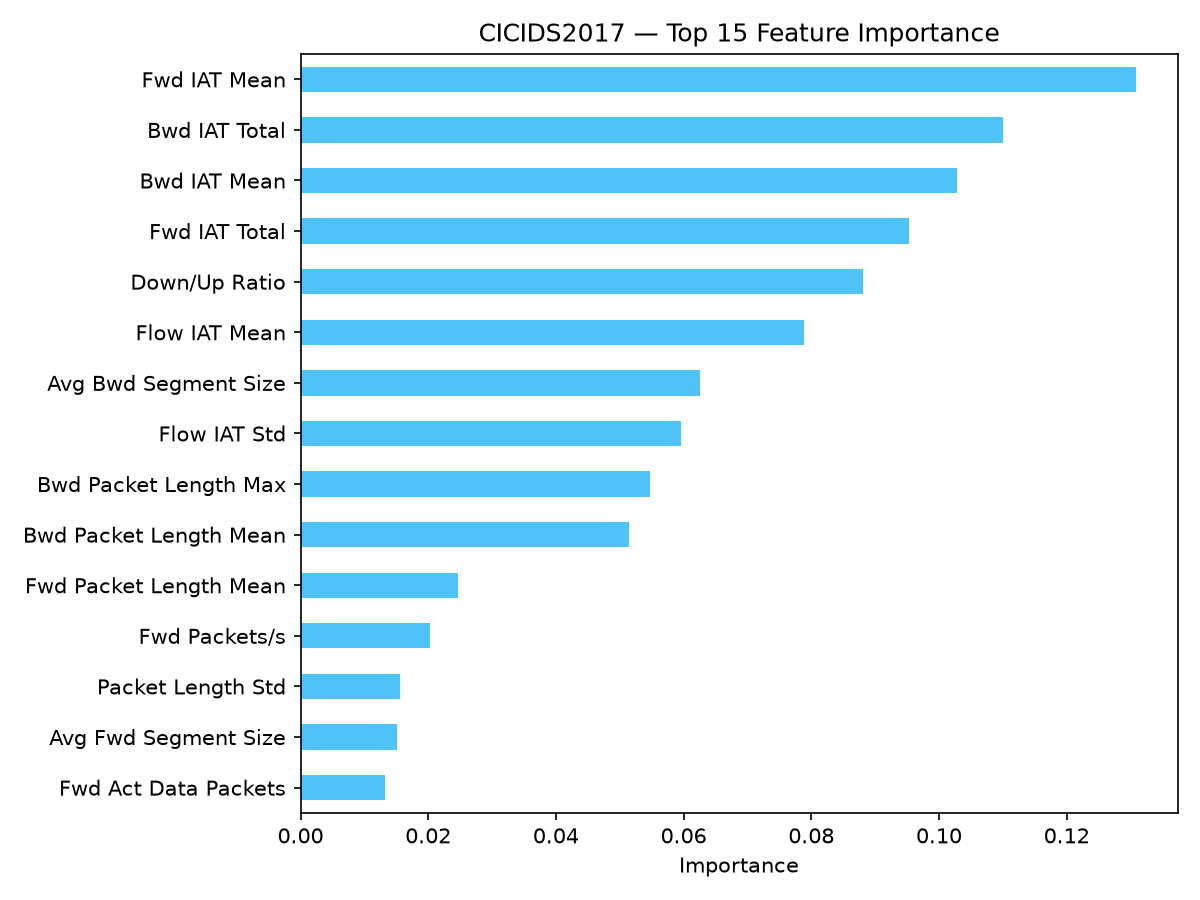 CICIDS2017 — Top 15 Feature Importance
Fwd IAT Mean
Bwd IAT Total
Bwd IAT Mean
Fwd IAT Total
Down/Up Ratio
Flow IAT Mean
Avg Bwd Segment Size
Flow IAT Std
Bwd Packet Length Max
Bwd Packet Length Mean
Fwd Packet Length Mean
Fwd Packets/s
Packet Length Std
Avg Fwd Segment Size
Fwd Act Data Packets
0.00 0.02 0.04 0.06 0.08 0.10 0.12
Importance